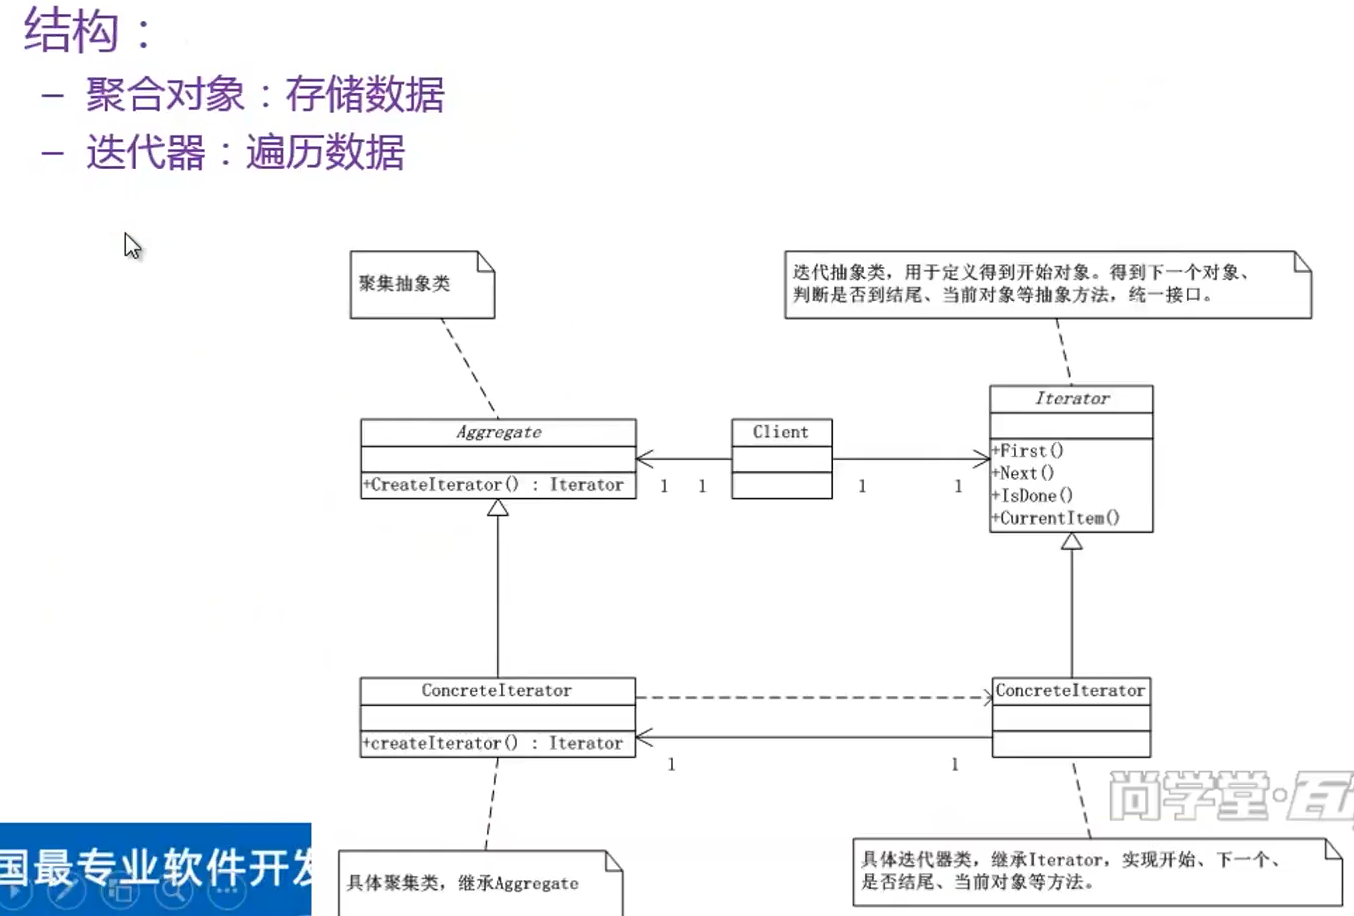 结构：
– 聚合对象：存储数据
– 迭代器：遍历数据
聚集抽象类
迭代抽象类，用于定义得到开始对象。得到下一个对象、
判断是否到结尾、当前对象等抽象方法，统一接口。
Aggregate
+CreateIterator() : Iterator
Client
Iterator
+First()
+Next()
+IsDone()
+CurrentItem()
1 1 1 1
ConcreteIterator
+createIterator() : Iterator
ConcreteIterator
1 1
尚学堂·
国最专业软件开发
具体聚集类，继承Aggregate
具体迭代器类，继承Iterator，实现开始、下一个、
是否结尾、当前对象等方法。